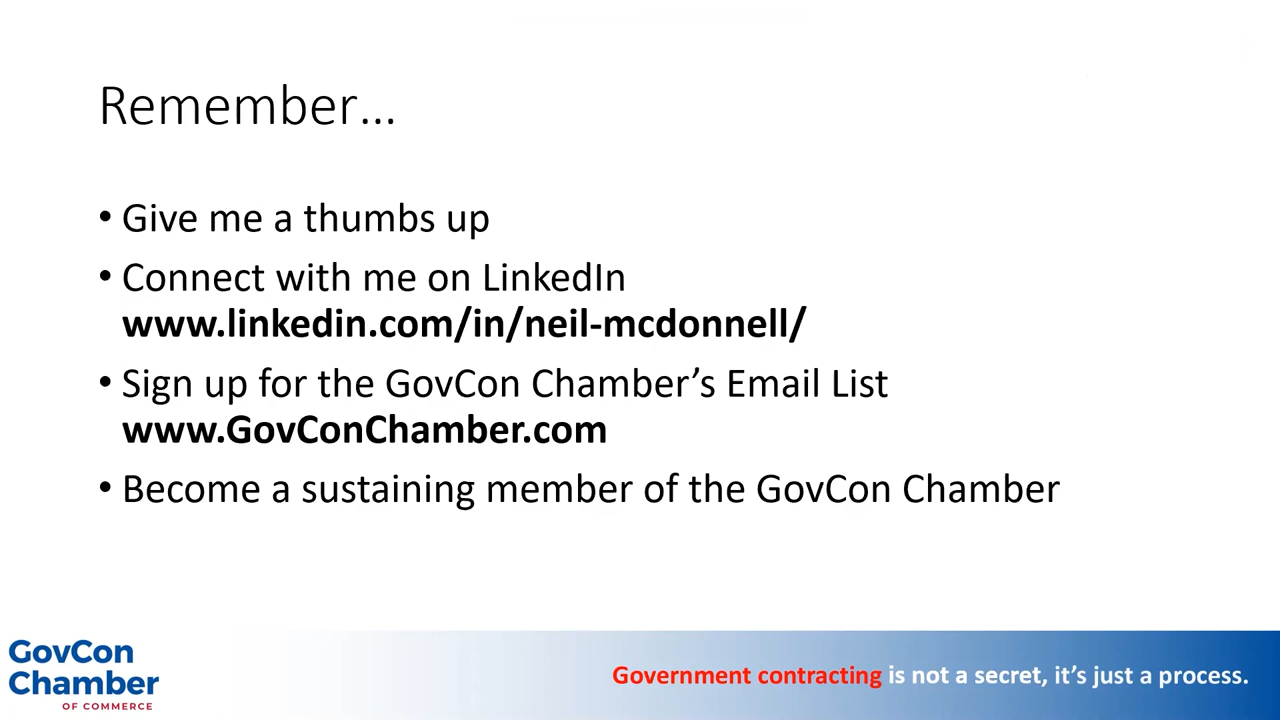 Remember...
• Give me a thumbs up
• Connect with me on LinkedIn
www.linkedin.com/in/neil-mcdonnell/
• Sign up for the GovCon Chamber’s Email List
www.GovConChamber.com
• Become a sustaining member of the GovCon Chamber
GovCon
Chamber
OF COMMERCE
Government contracting is not a secret, it’s just a process.